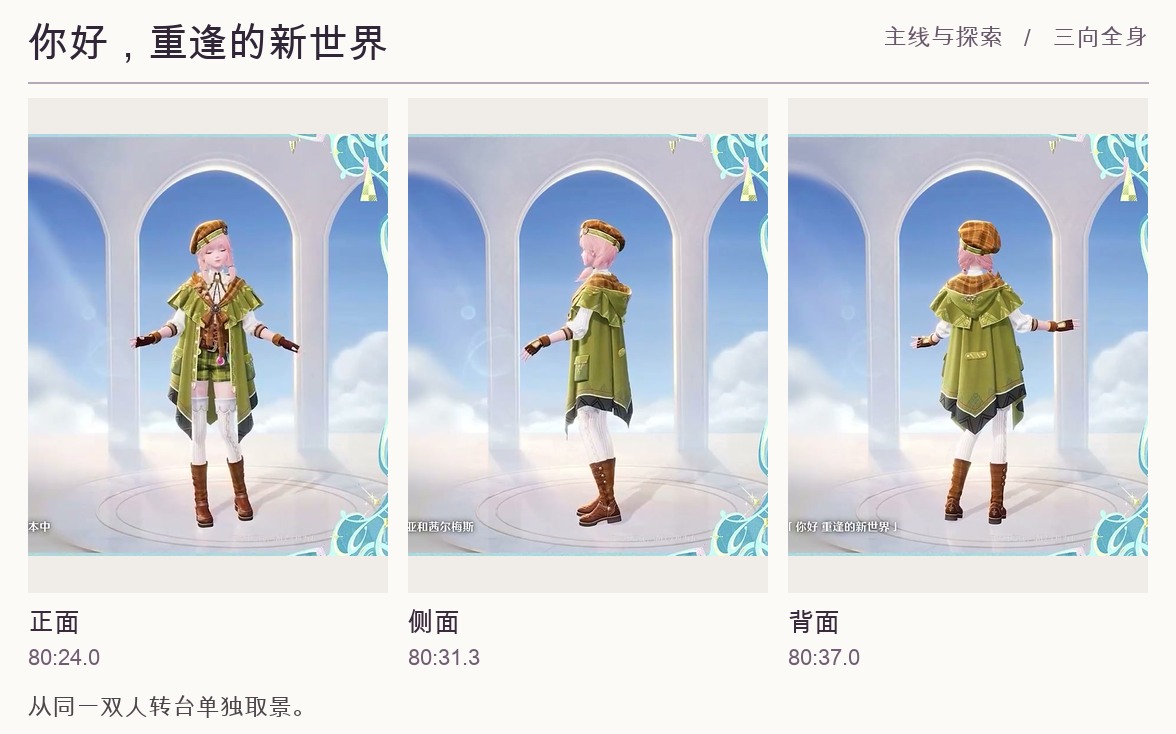 你好，重逢的新世界
主线与探索 / 三向全身
本中
亚和茜尔梅斯
「你好 重逢的新世界！
正面
侧面
背面
80:24.0
80:31.3
80:37.0
从同一双人转台单独取景。